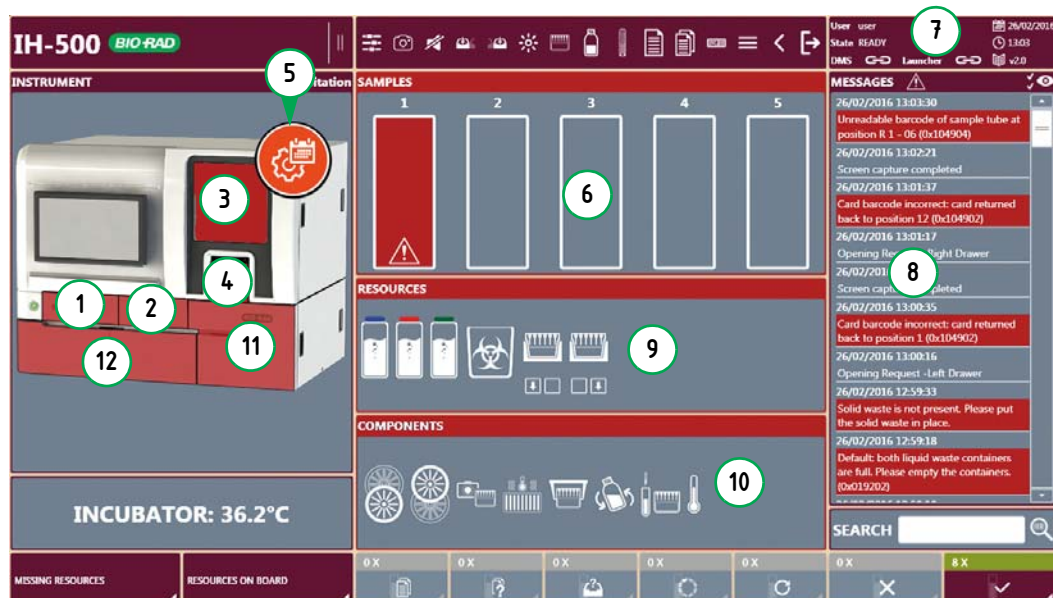 IH-500 BIO-RAD
User user
26/02/2016
State READY
13:03
DMS
Launcher
v2.0
7
INSTRUMENT
5
SAMPLES
1
2
3
4
5
3
4
1
2
11
12
6
RESOURCES
9
COMPONENTS
10
INCUBATOR: 36.2°C
MISSING RESOURCES
RESOURCES ON BOARD
0 X
0 X
0 X
0 X
0 X
0 X
8 X
MESSAGES
26/02/2016 13:03:30
Unreadable barcode of sample tube at
position R 1 - 06 (0x104904)
26/02/2016 13:02:21
Screen capture completed
26/02/2016 13:01:37
Card barcode incorrect: card returned
back to position 12 (0x104902)
26/02/2016 13:01:17
Opening Right Drawer
8
Screen
26/02/2016 13:00:35
Card barcode incorrect: card returned
back to position 1 (0x104902)
26/02/2016 13:00:16
Opening Request -Left Drawer
26/02/2016 12:59:33
Solid waste is not present. Please put
the solid waste in place.
26/02/2016 12:59:18
Default: both liquid waste containers
are full. Please empty the containers.
(0x019202)
SEARCH